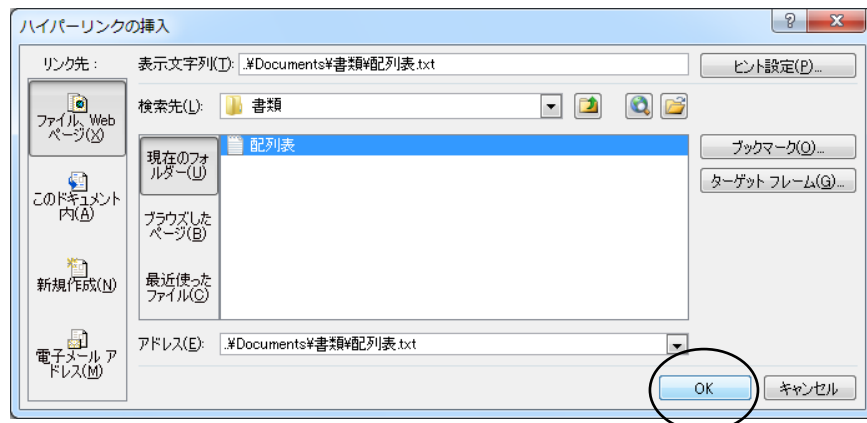 ハイパーリンクの挿入
リンク先：
表示文字列(T): .¥Documents¥書類¥配列表.txt
ヒント設定(P)...
ファイル、Web
ページ(X)
検索先(L): 書類
現在のフォ
ルダー(U)
配列表
ブックマーク(O)...
ターゲット フレーム(G)...
このドキュメント
内(A)
ブラウズした
ページ(B)
新規作成(N)
最近使った
ファイル(C)
電子メール ア
ドレス(M)
アドレス(E): .¥Documents¥書類¥配列表.txt
OK
キャンセル